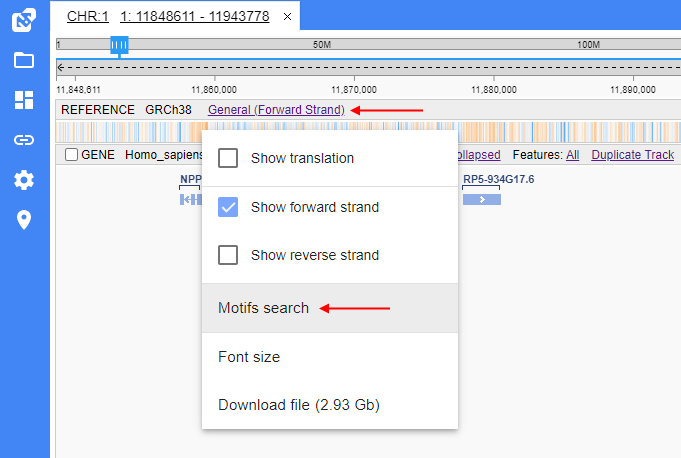 CHR:1 1: 11848611 - 11943778 ×
1 50M 100M
11,848,611 11,860,000 11,870,000 11,880,000 11,890,000
REFERENCE GRCh38 General (Forward Strand)
GENE Homo_sapiens ollapsed Features: All Duplicate Track
NPP RP5-934G17.6
Show translation
Show forward strand
Show reverse strand
Motifs search
Font size
Download file (2.93 Gb)